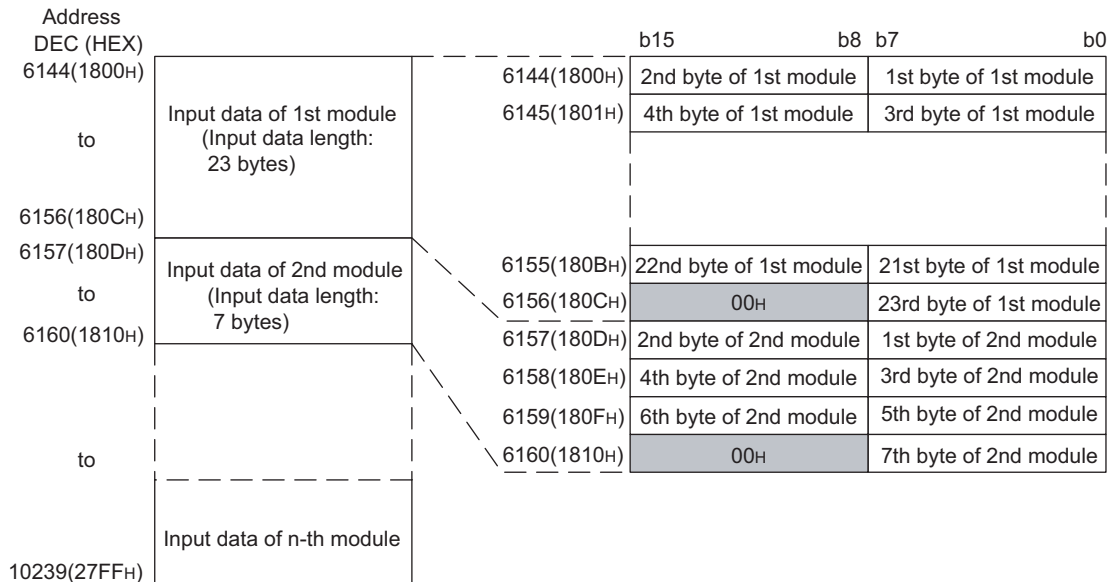 Address
DEC (HEX)
b15 b8 b7 b0
6144(1800H)
6144(1800H) 2nd byte of 1st module 1st byte of 1st module
6145(1801H) 4th byte of 1st module 3rd byte of 1st module
Input data of 1st module
(Input data length:
23 bytes)
to
6156(180CH)
6157(180DH)
Input data of 2nd module
(Input data length:
7 bytes)
to
6160(1810H)
6155(180BH) 22nd byte of 1st module 21st byte of 1st module
6156(180CH) 00H 23rd byte of 1st module
6157(180DH) 2nd byte of 2nd module 1st byte of 2nd module
6158(180EH) 4th byte of 2nd module 3rd byte of 2nd module
6159(180FH) 6th byte of 2nd module 5th byte of 2nd module
6160(1810H) 00H 7th byte of 2nd module
to
Input data of n-th module
10239(27FFH)